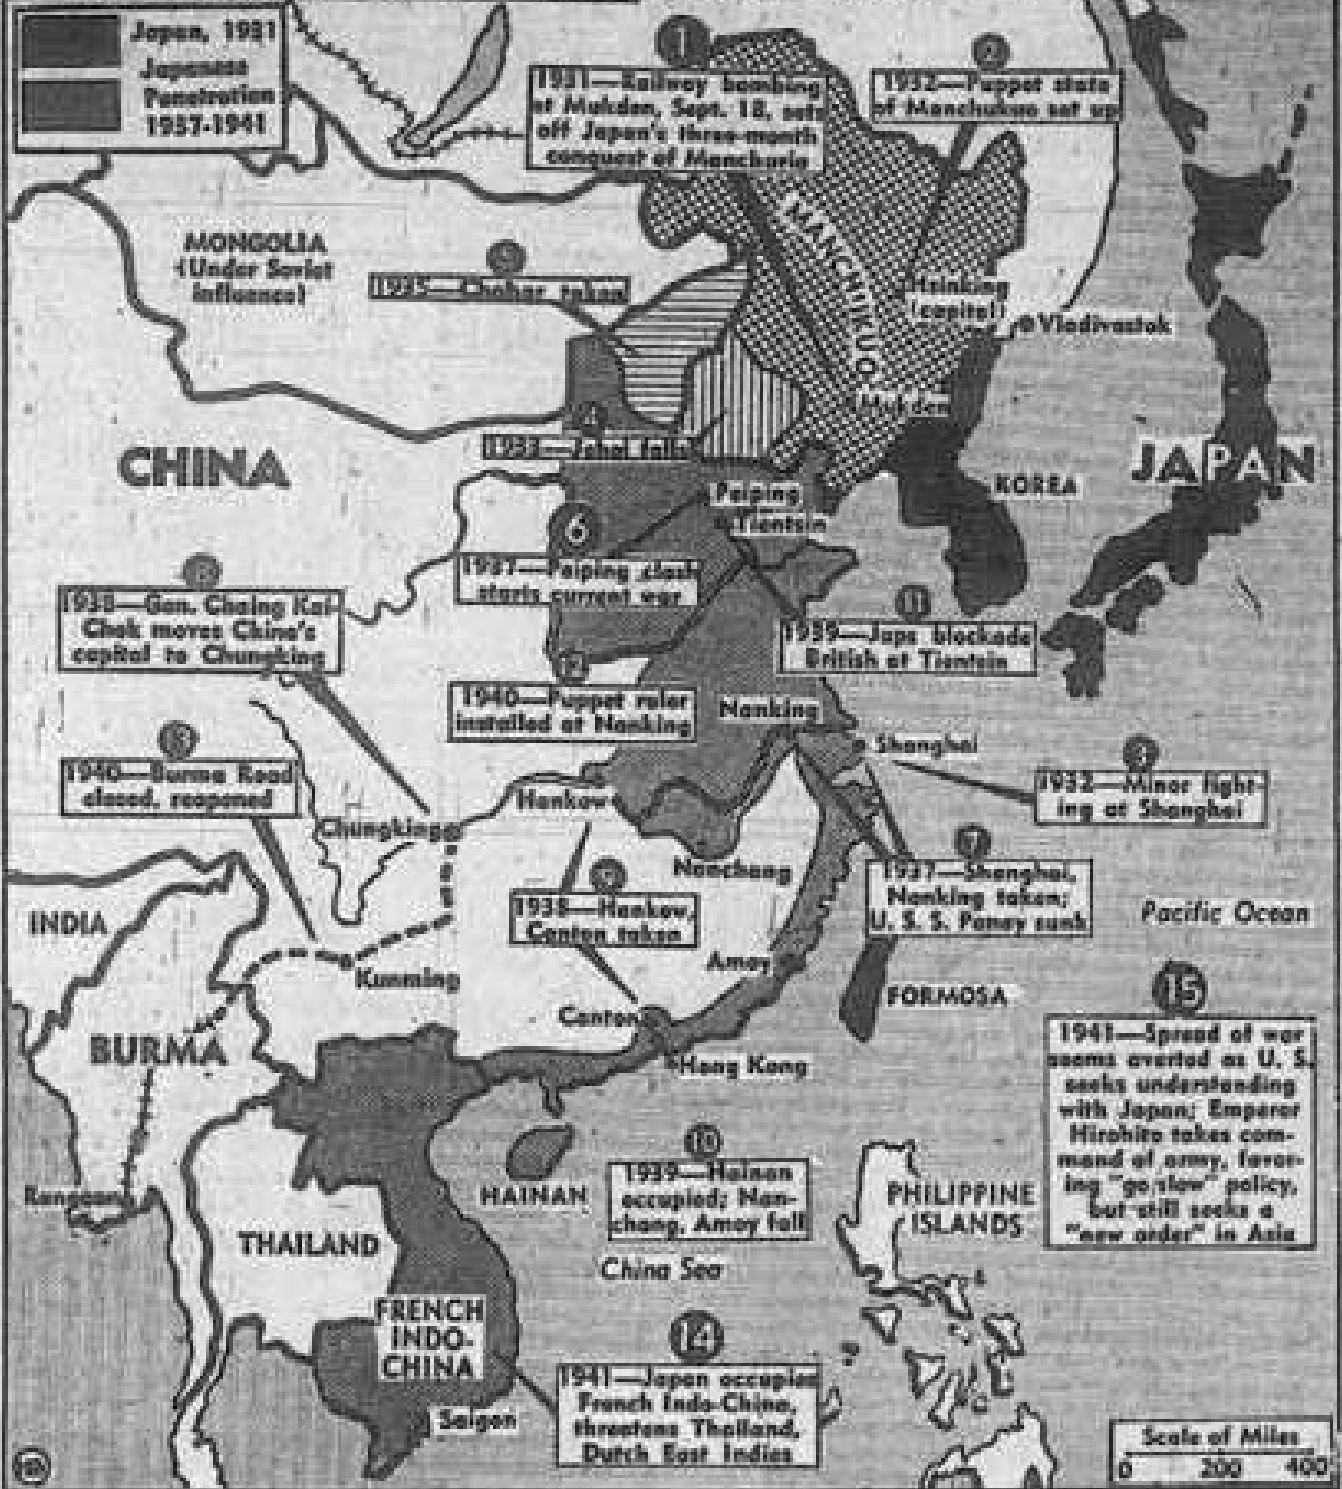 Japan, 1931
Japanese
Penetration
1937-1941
1
1931—Railway bombing
at Mukden, Sept. 18, sets
off Japan's three-month
conquest of Manchuria
2
1932—Puppet state
of Manchukuo set up
MONGOLIA
(Under Soviet
influence)
1935—Chahar taken
MANCHUKUO
Hsinking
(capital)
Vladivostok
Mukden
4
1933—Jehol falls
CHINA
JAPAN
KOREA
Peiping
Tientsin
6
1937—Peiping clash
starts current war
1938—Gen. Chaing Kai-
Chek moves China's
capital to Chungking
11
1939—Japs blockade
British at Tientsin
12
1940—Puppet ruler
installed at Nanking
Nanking
Shanghai
1940—Burma Road
closed, reopened
3
1932—Minor fight-
ing at Shanghai
Hankow
Chungking
Nanchang
7
1937—Shanghai,
Nanking taken;
U. S. S. Panay sunk
1938—Hankow,
Canton taken
INDIA
Pacific Ocean
Kunming
Amoy
FORMOSA
15
1941—Spread of war
seems averted as U. S.
seeks understanding
with Japan; Emperor
Hirohito takes com-
mand of army, favor-
ing "go slow" policy,
but still seeks a
"new order" in Asia
Canton
BURMA
Hong Kong
1939—Hainan
occupied; Nan-
chang, Amoy fall
HAINAN
PHILIPPINE
ISLANDS
Rangoon
THAILAND
China Sea
FRENCH
INDO-
CHINA
14
1941—Japan occupies
French Indo-China,
threatens Thailand,
Dutch East Indies
Saigon
Scale of Miles
0 200 400